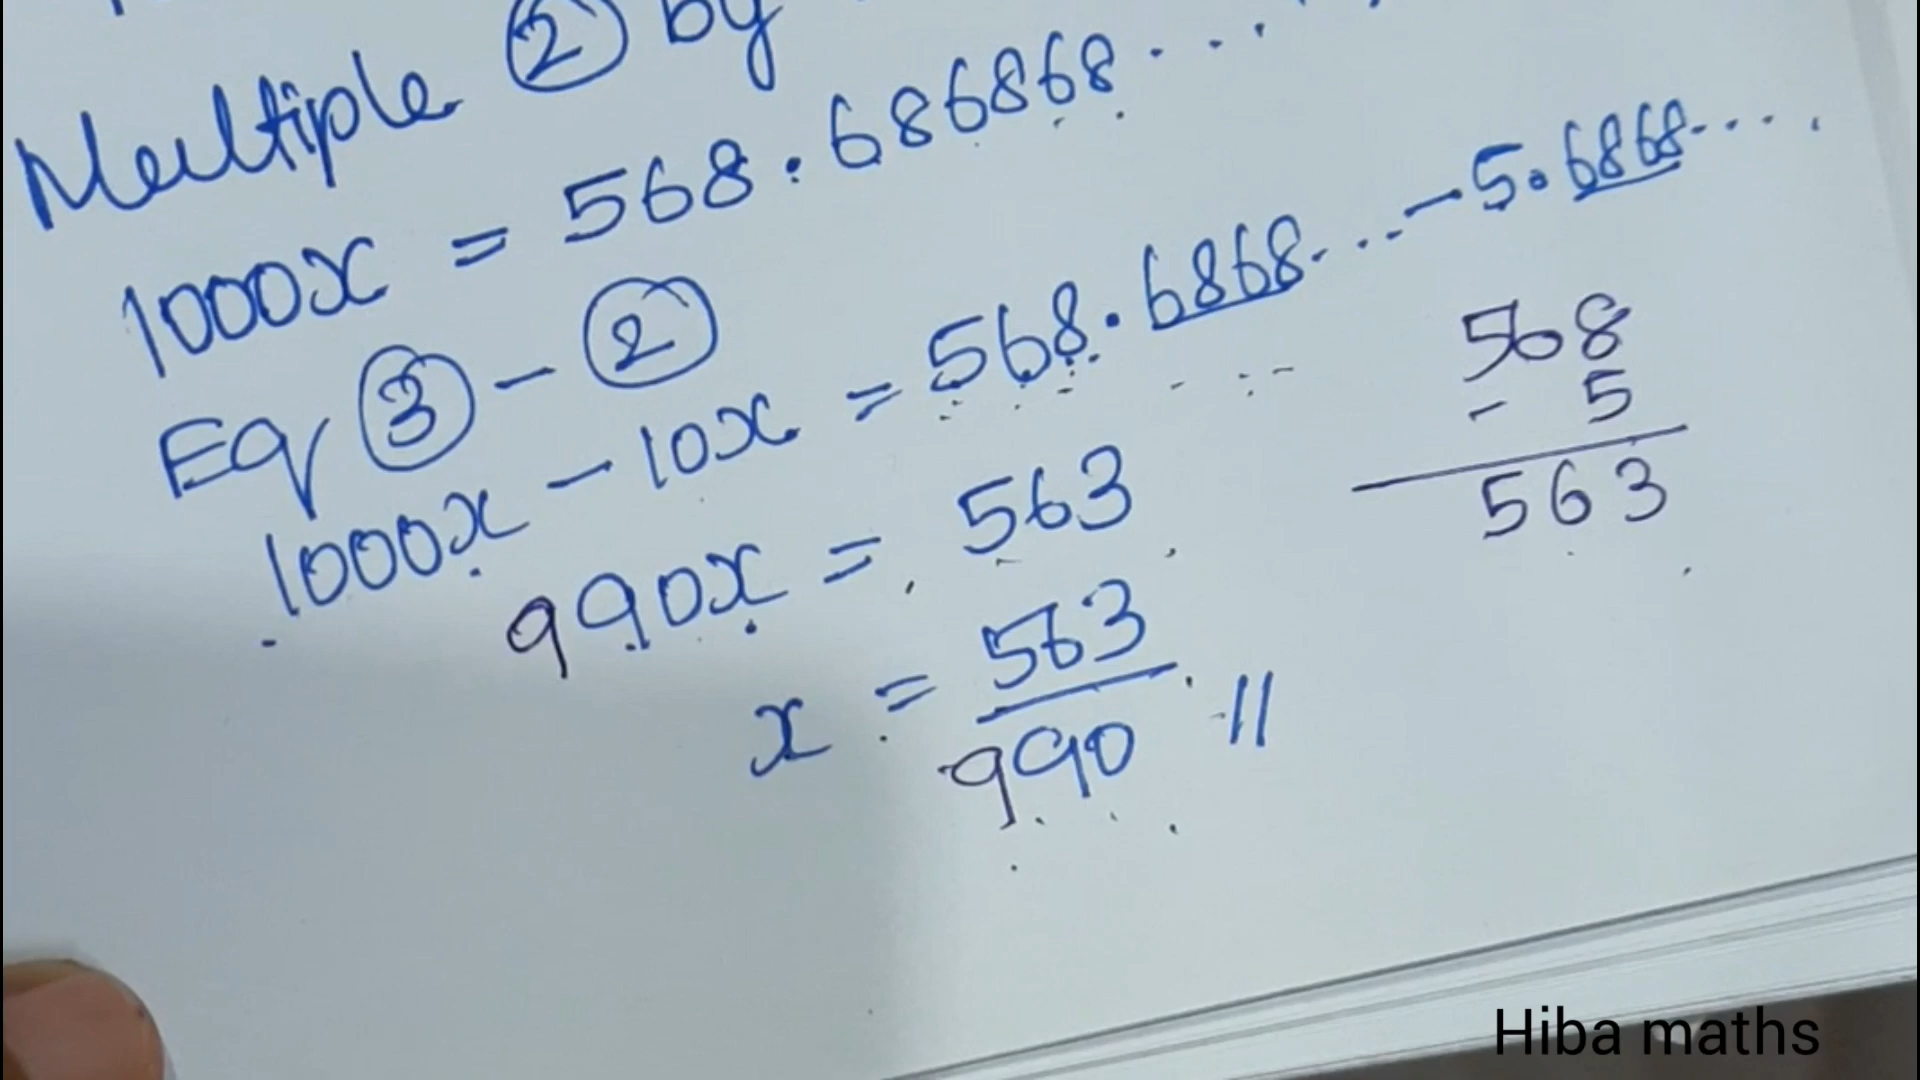 Multiple ② by
1000x = 568.686868....
Eq ③ - ②
1000x - 10x = 568.6868.... - 5.6868....
990x = 563
x = 563/990 //
568
- 5
563
Hiba maths